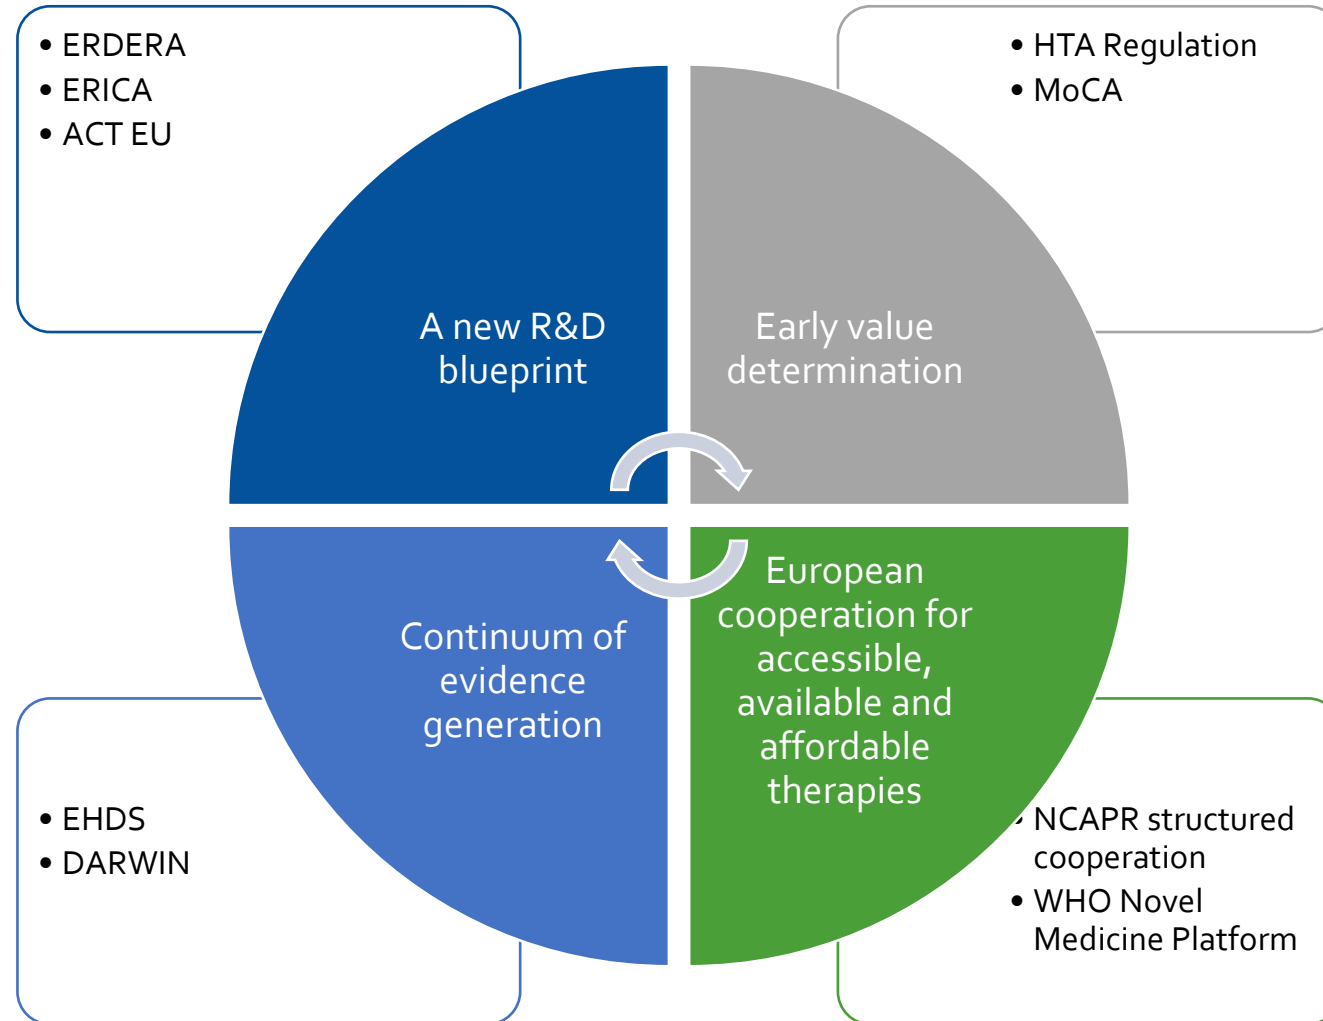 • ERDERA
• ERICA
• ACT EU
• HTA Regulation
• MoCA
A new R&D
blueprint
Early value
determination
Continuum of
evidence
generation
European
cooperation for
accessible,
available and
affordable
therapies
• EHDS
• DARWIN
• NCAPR structured
cooperation
• WHO Novel
Medicine Platform